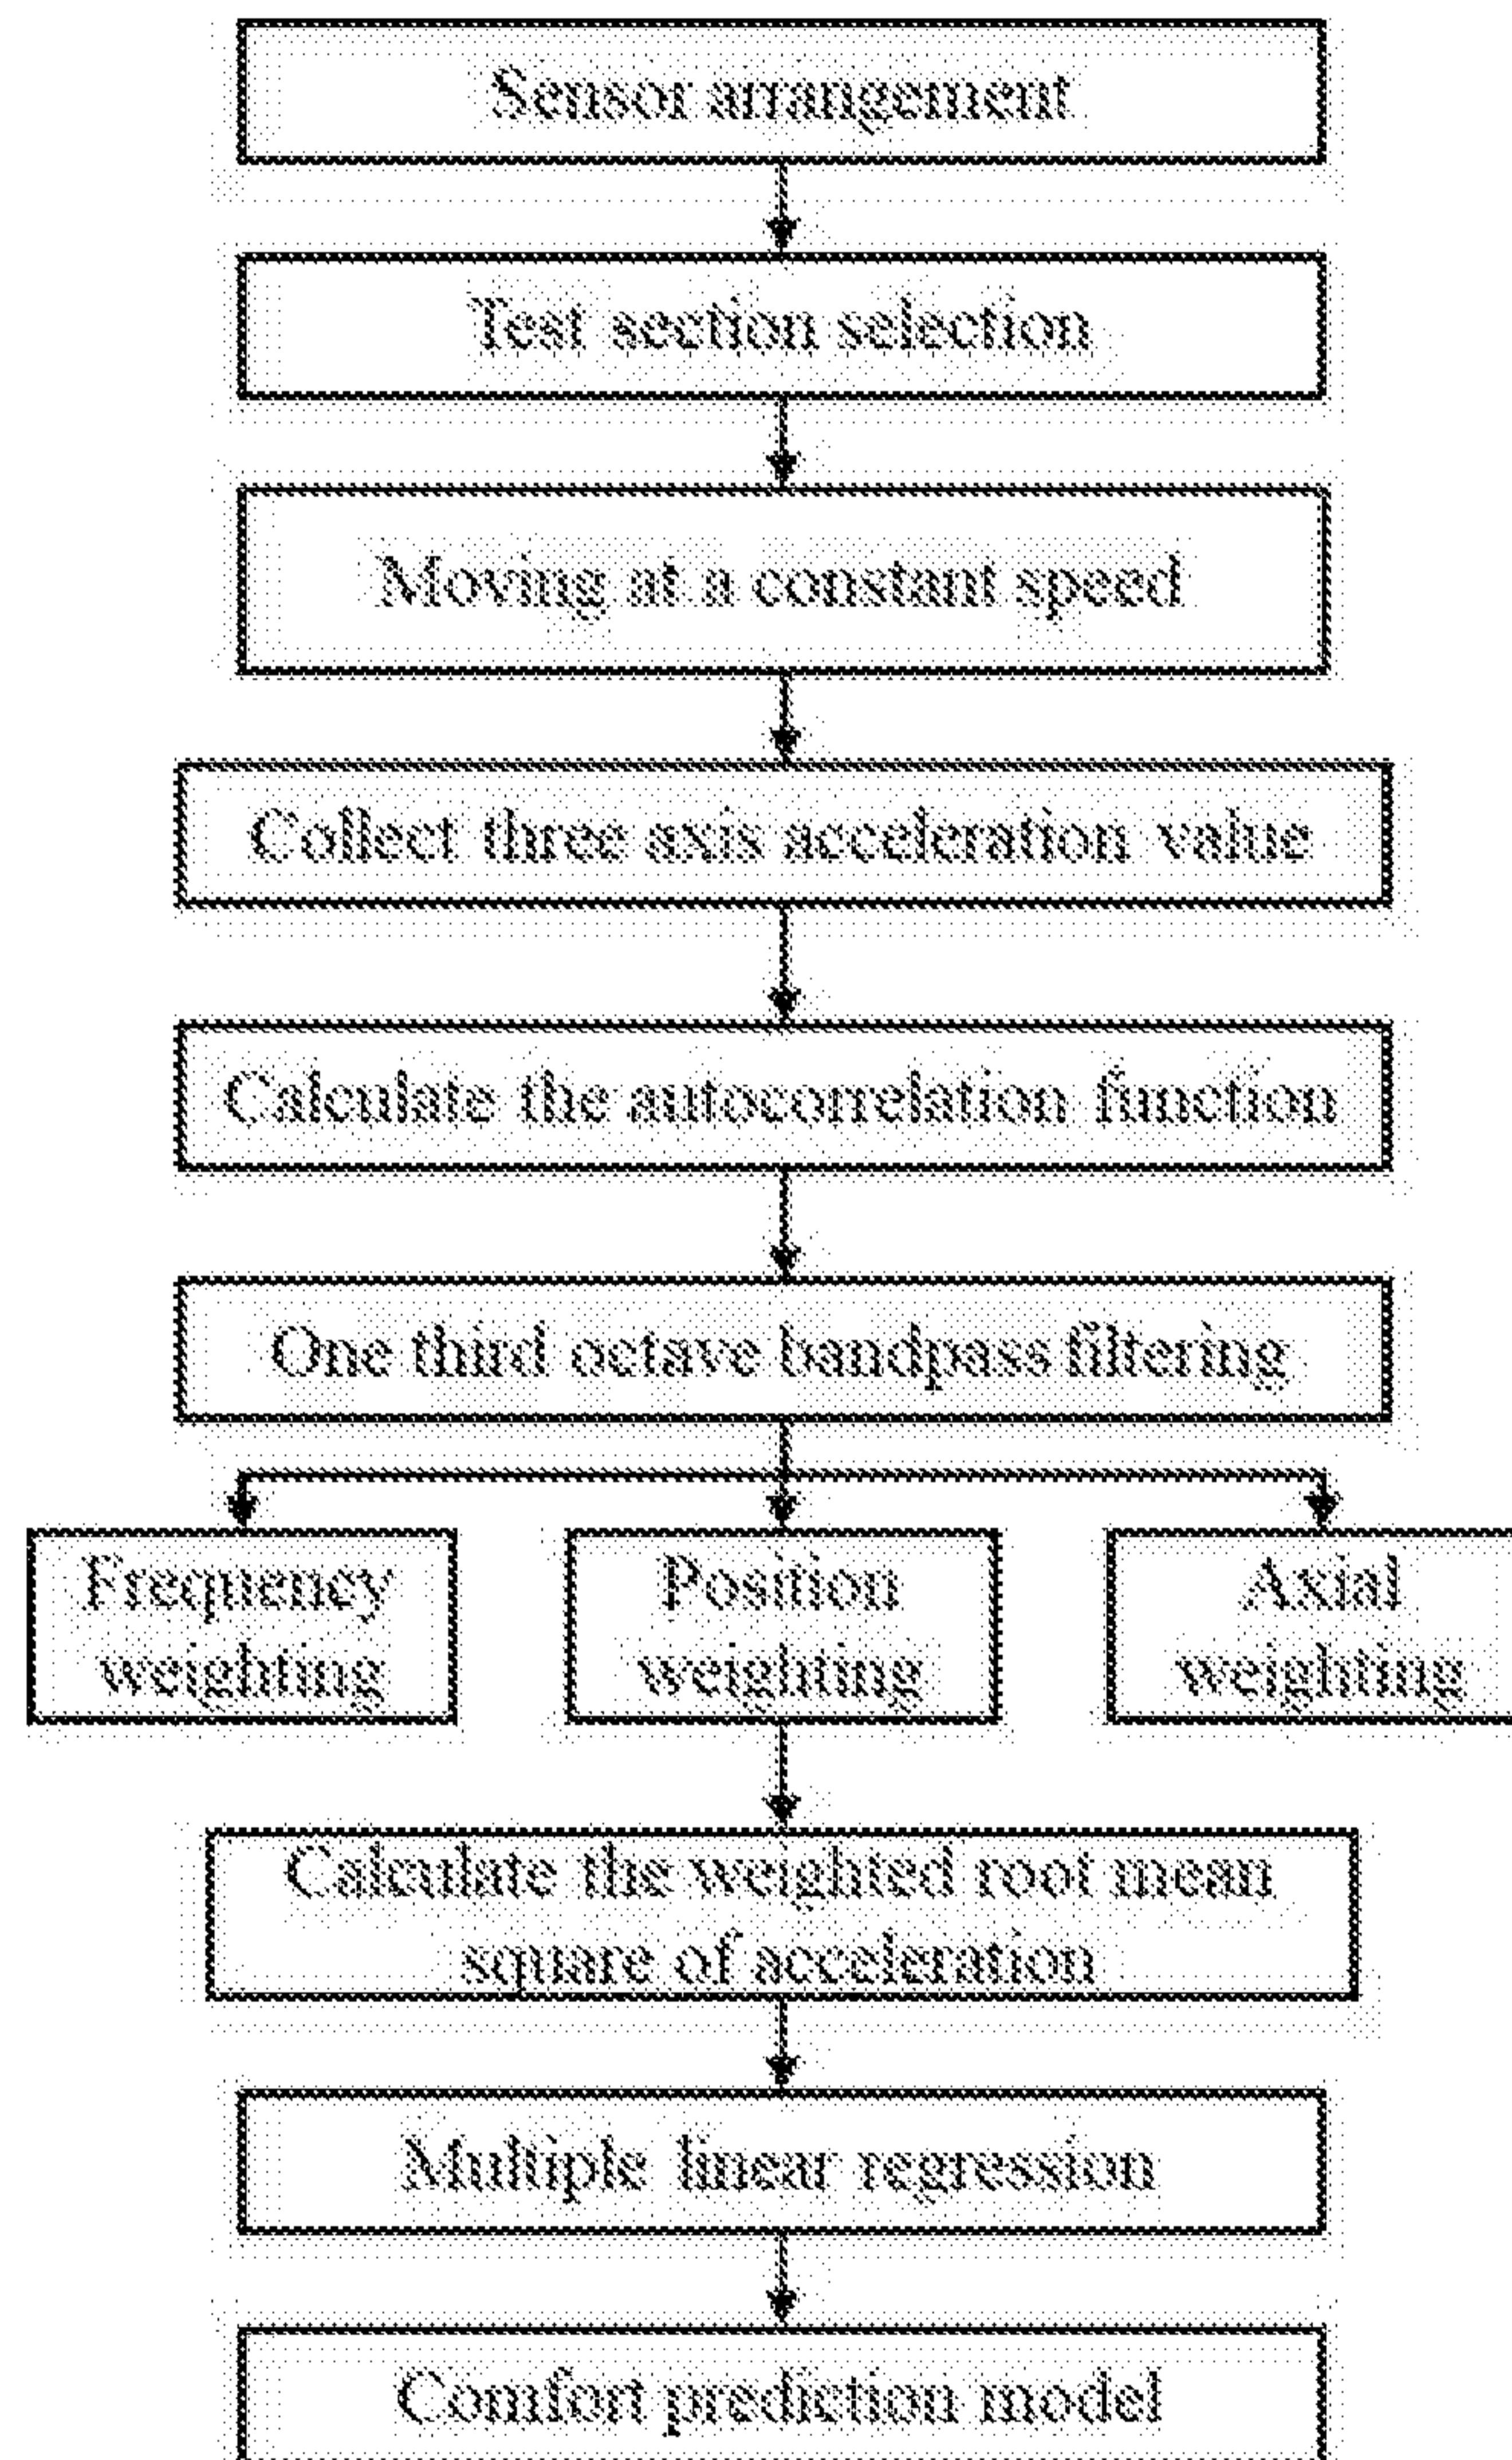 Sensor arrangement
Test section selection
Moving at a constant speed
Collect three axis acceleration value
Calculate the autocorrelation function
One third octave bandpass filtering
Frequency
weighting
Position
weighting
Axial
weighting
Calculate the weighted root mean
square of acceleration
Multiple linear regression
Comfort prediction model